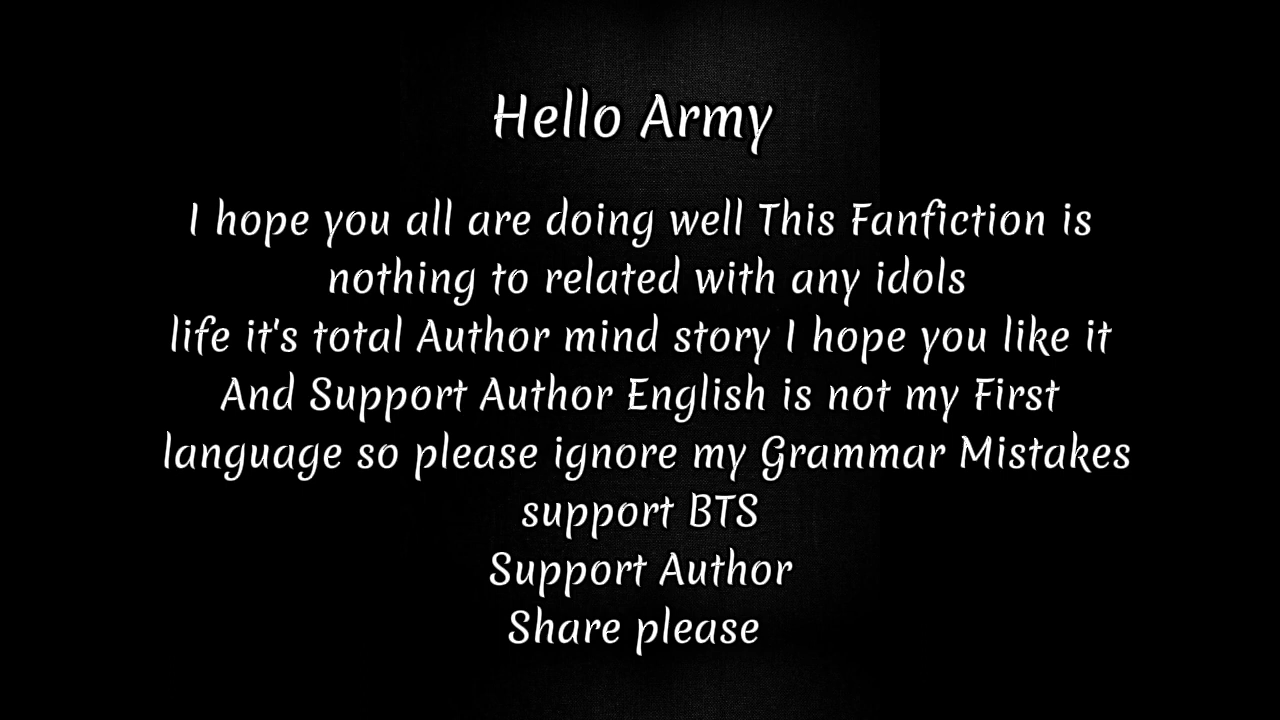 Hello Army
I hope you all are doing well This Fanfiction is
nothing to related with any idols
life it's total Author mind story I hope you like it
And Support Author English is not my First
language so please ignore my Grammar Mistakes
support BTS
Support Author
Share please